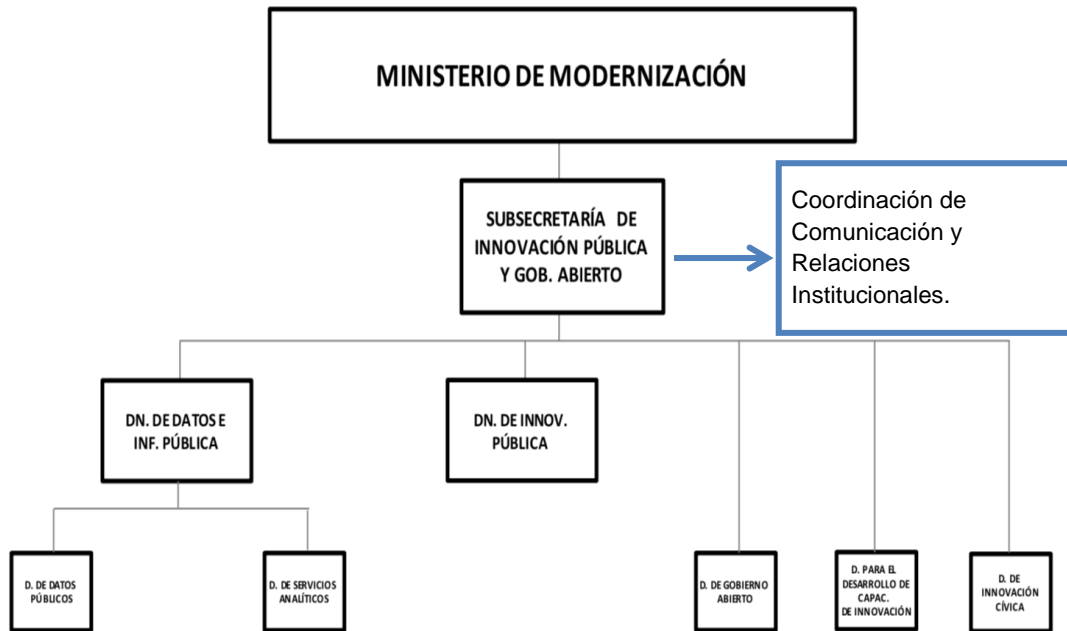 MINISTERIO DE MODERNIZACIÓN
SUBSECRETARÍA DE
INNOVACIÓN PÚBLICA
Y GOB. ABIERTO
Coordinación de
Comunicación y
Relaciones
Institucionales.
DN. DE DATOS E
INF. PÚBLICA
DN. DE INNOV.
PÚBLICA
D. DE DATOS
PÚBLICOS
D. DE SERVICIOS
ANALÍTICOS
D. DE GOBIERNO
ABIERTO
D. PARA EL
DESARROLLO DE
CAPAC.
DE INNOVACIÓN
D. DE
INNOVACIÓN
CÍVICA